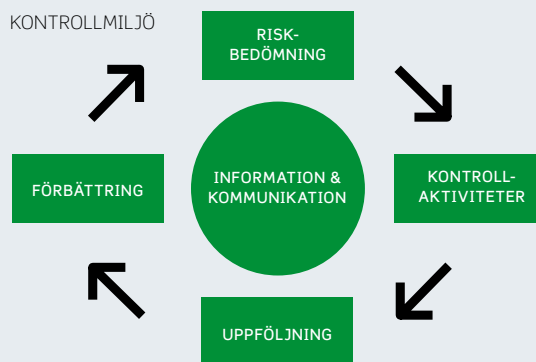 KONTROLLMILJÖ
RISK-
BEDÖMNING
KONTROLL-
AKTIVITETER
INFORMATION &
KOMMUNIKATION
FÖRBÄTTRING
UPPFÖLJNING